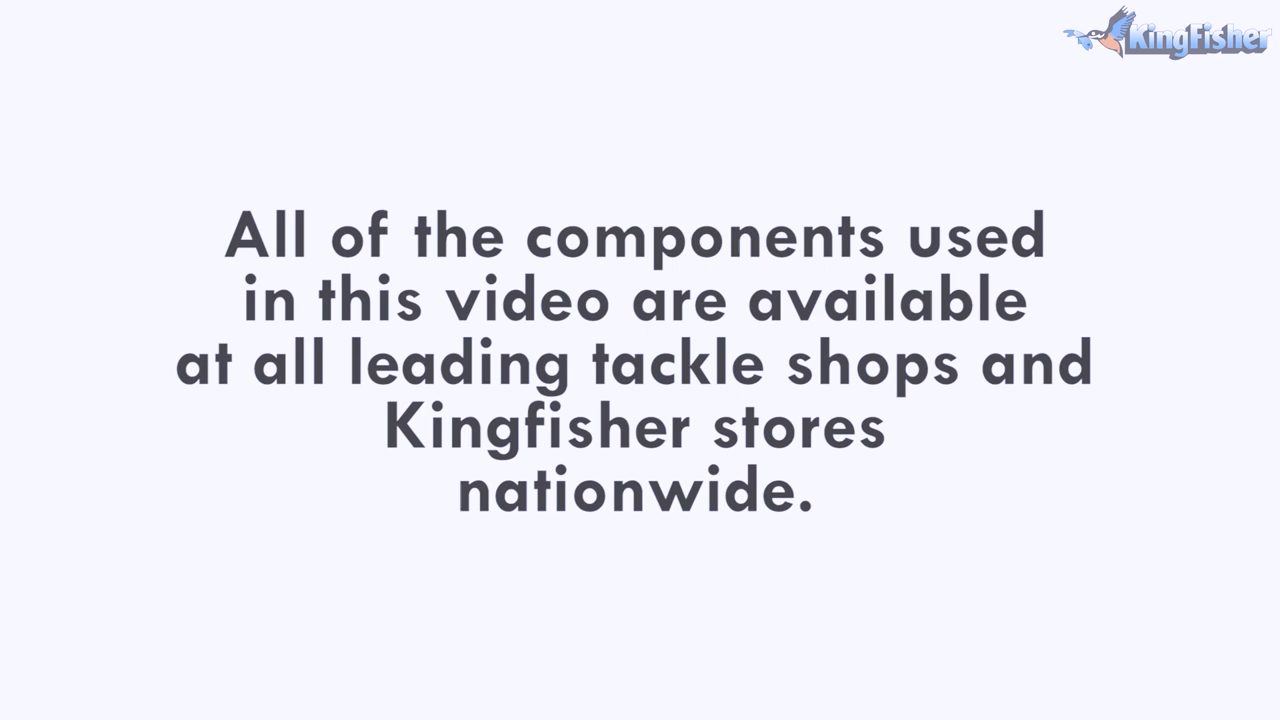 KingFisher
All of the components used
in this video are available
at all leading tackle shops and
Kingfisher stores
nationwide.